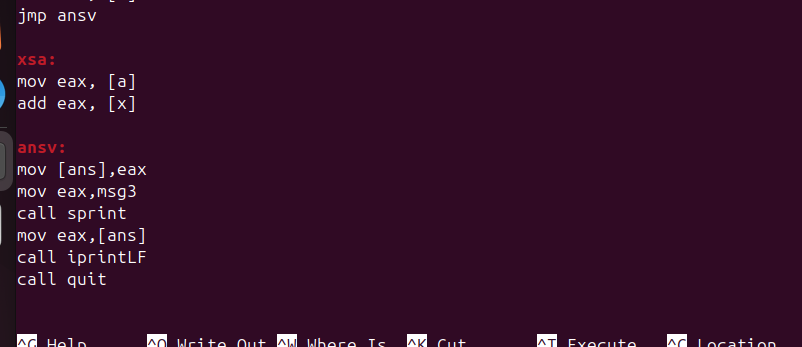 jmp ansv
xsa:
mov eax, [a]
add eax, [x]
ansv:
mov [ans],eax
mov eax,msg3
call sprint
mov eax,[ans]
call iprintLF
call quit
^G Help ^O Write Out ^W Where Is ^K Cut ^T Execute ^C Location